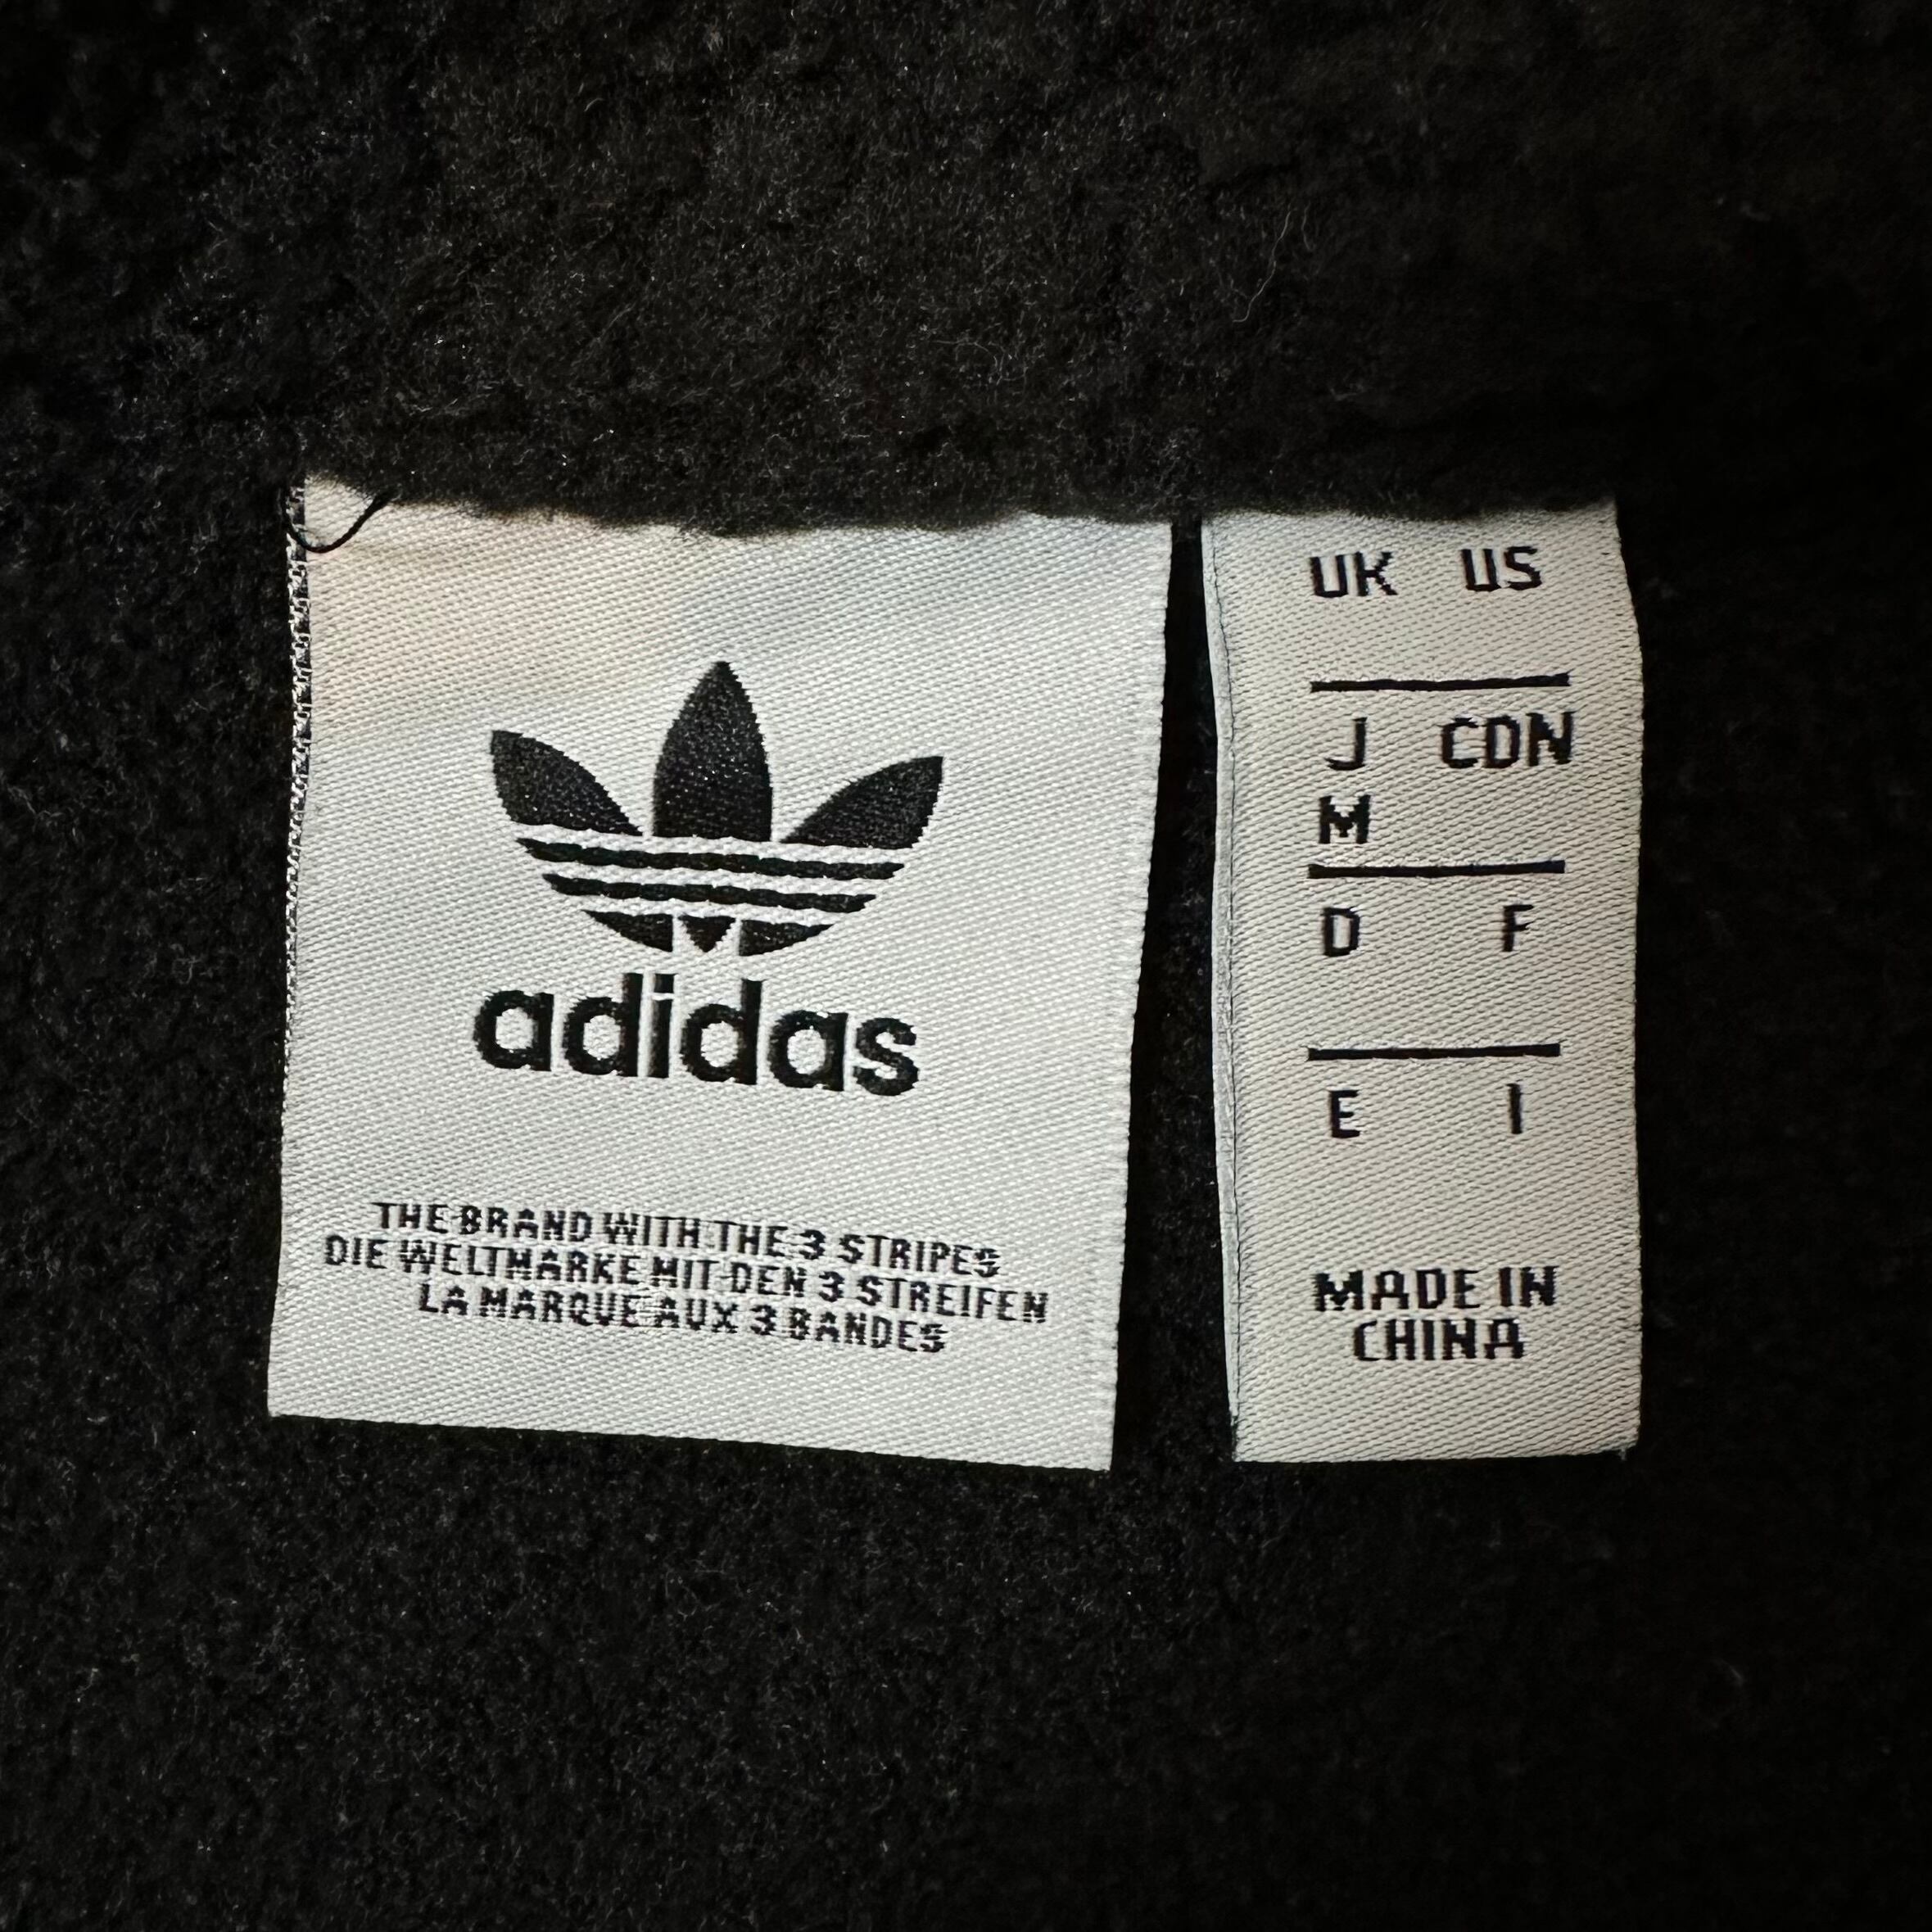 adidas
THE BRAND WITH THE 3 STRIPES
DIE WELTMARKE MIT DEN 3 STREIFEN
LA MARQUE AUX 3 BANDES
UK US
J CDN
M
D F
E I
MADE IN
CHINA